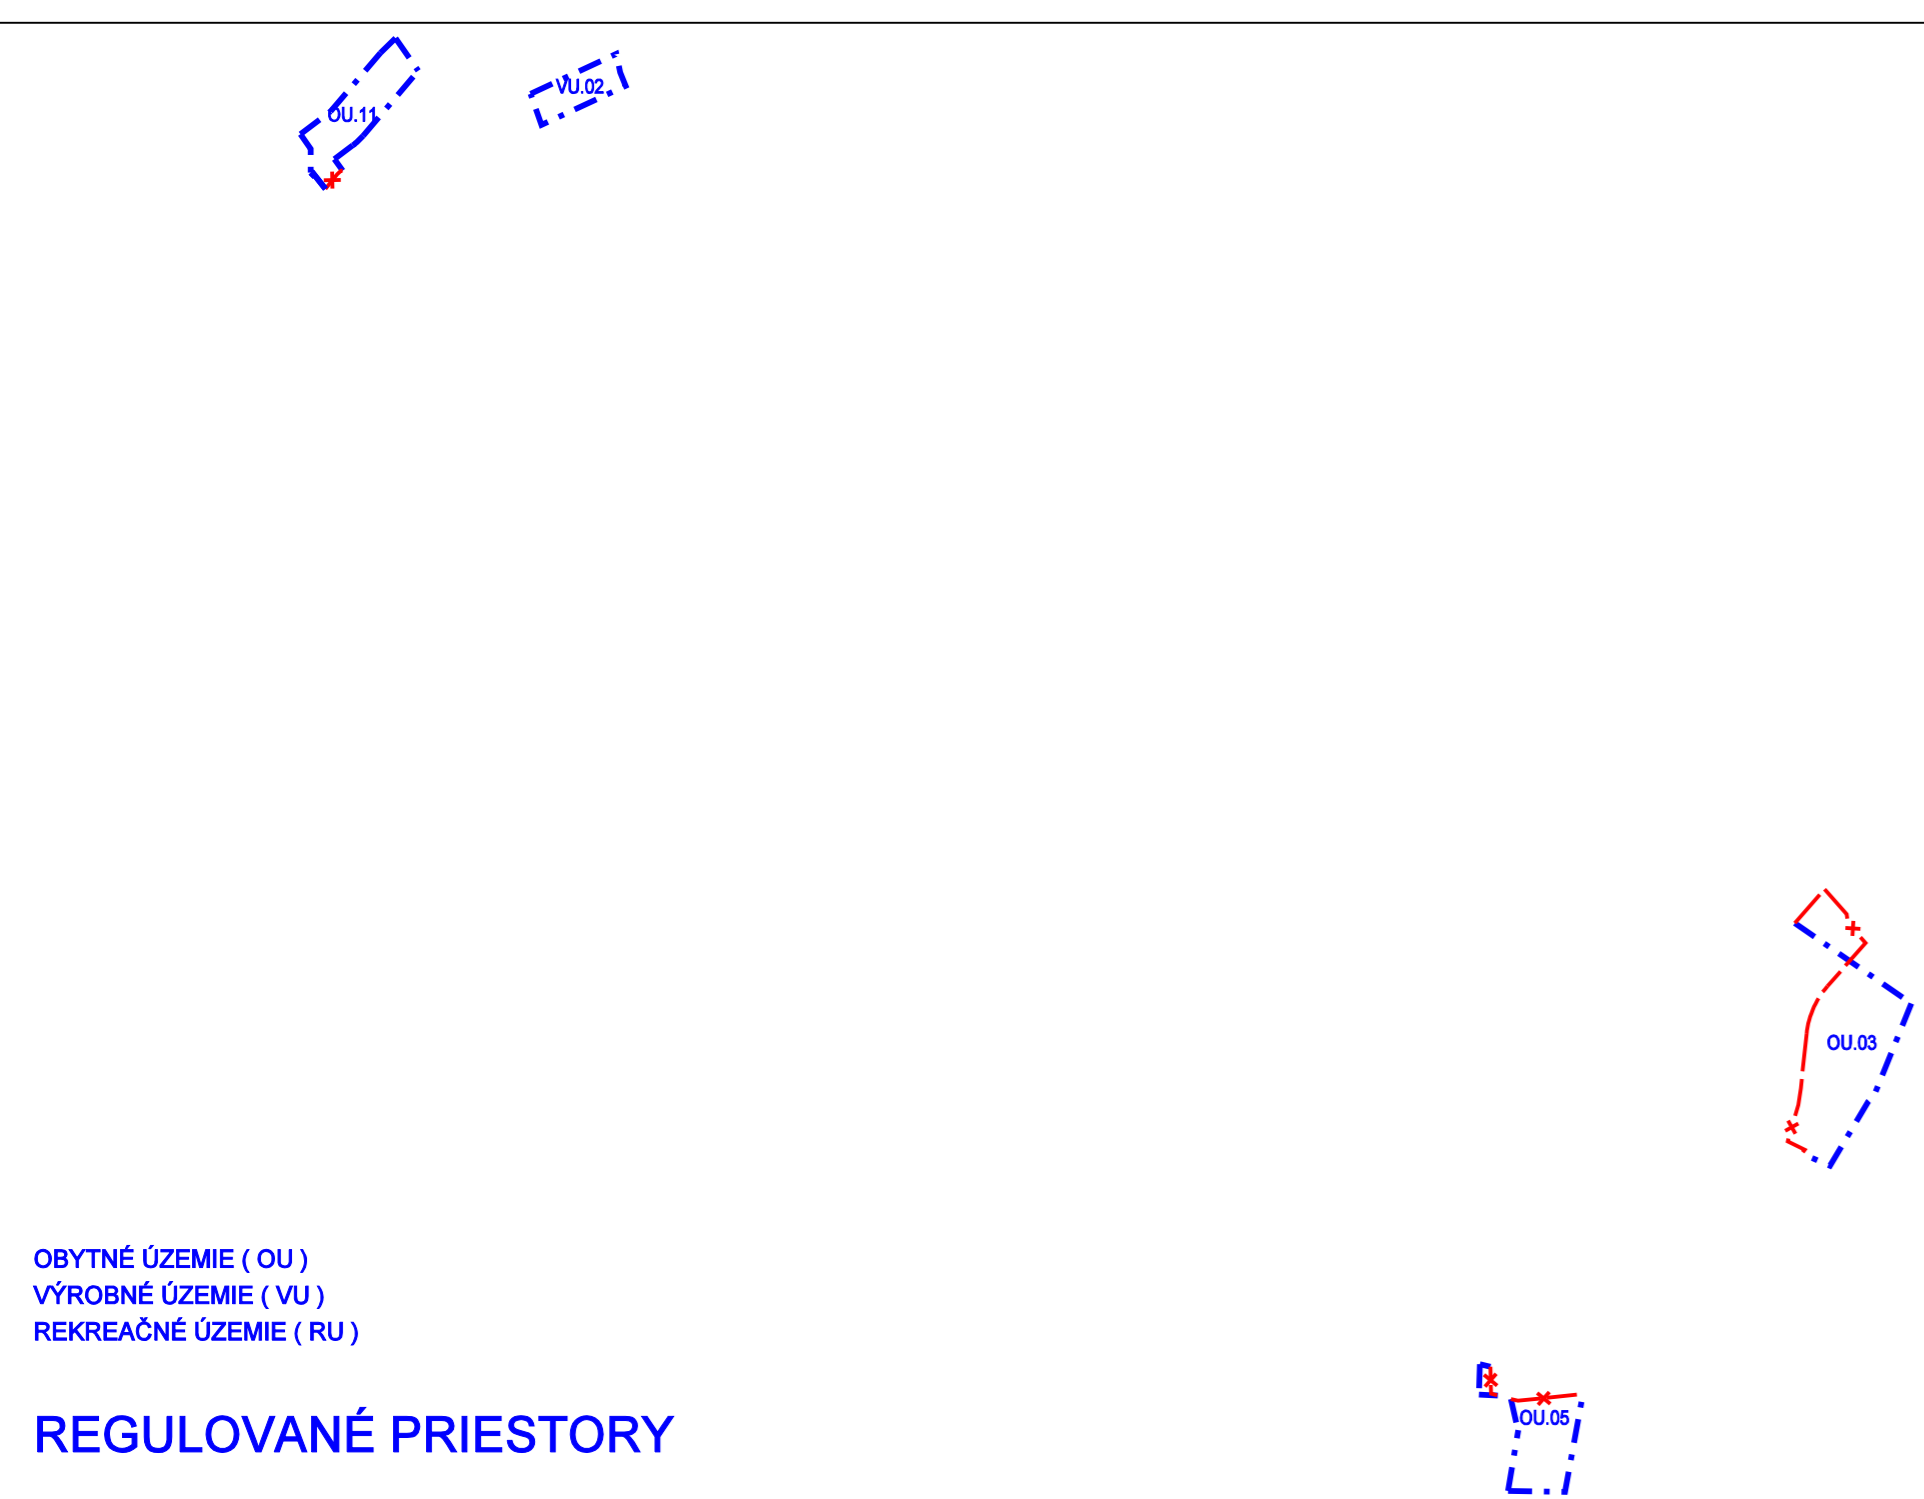 VU.02
OU.11
OU.03
OBYTNÉ ÚZEMIE ( OU )
VÝROBNÉ ÚZEMIE ( VU )
REKREAČNÉ ÚZEMIE ( RU )
OU.05
REGULOVANÉ PRIESTORY